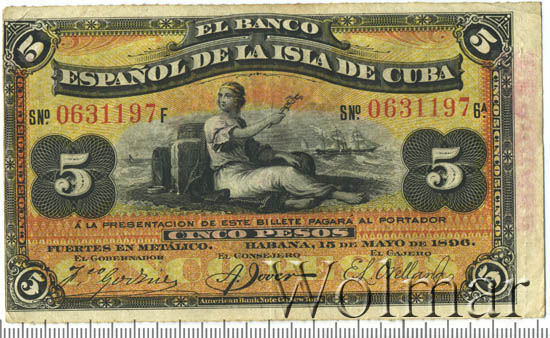 EL BANCO
ESPAÑOL DE LA ISLA DE CUBA
5 5
SNo. 0631197F SNo. 0631197 6A
5 5
Á LA PRESENTACION DE ESTE BILLETE PAGARÁ AL PORTADOR
CINCO PESOS
FUERTES EN METÁLICO. HABANA, 15 DE MAYO DE 1896.
EL GOBERNADOR EL CONSEJERO EL CAJERO
5 5
American Bank Note Co. New York.
Wolmar